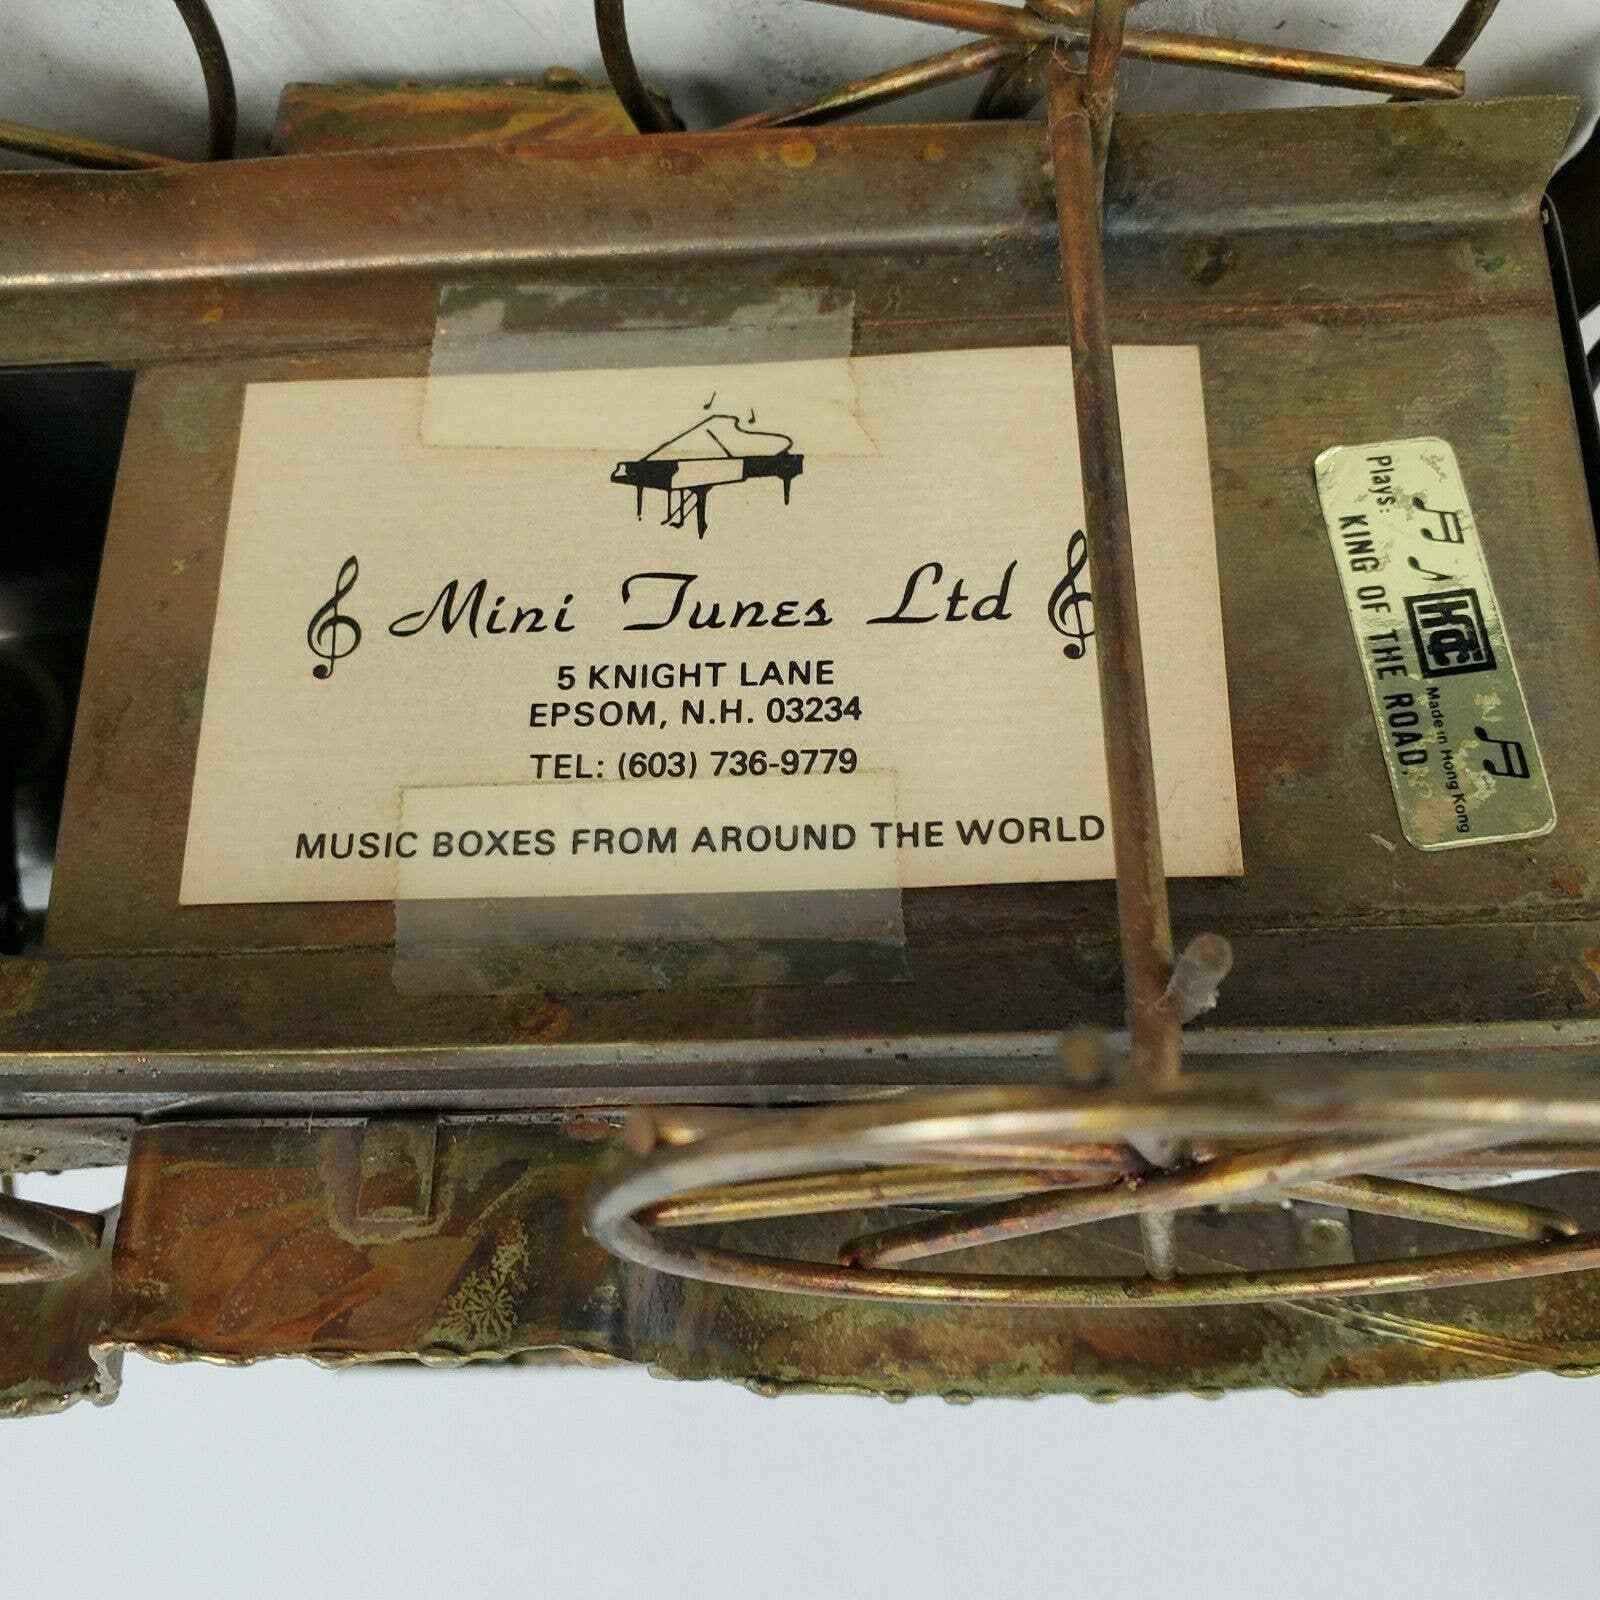 Mini Tunes Ltd
5 KNIGHT LANE
EPSOM, N.H. 03234
TEL: (603) 736-9779
MUSIC BOXES FROM AROUND THE WORLD
Made in Hong Kong
Plays: KING OF THE ROAD